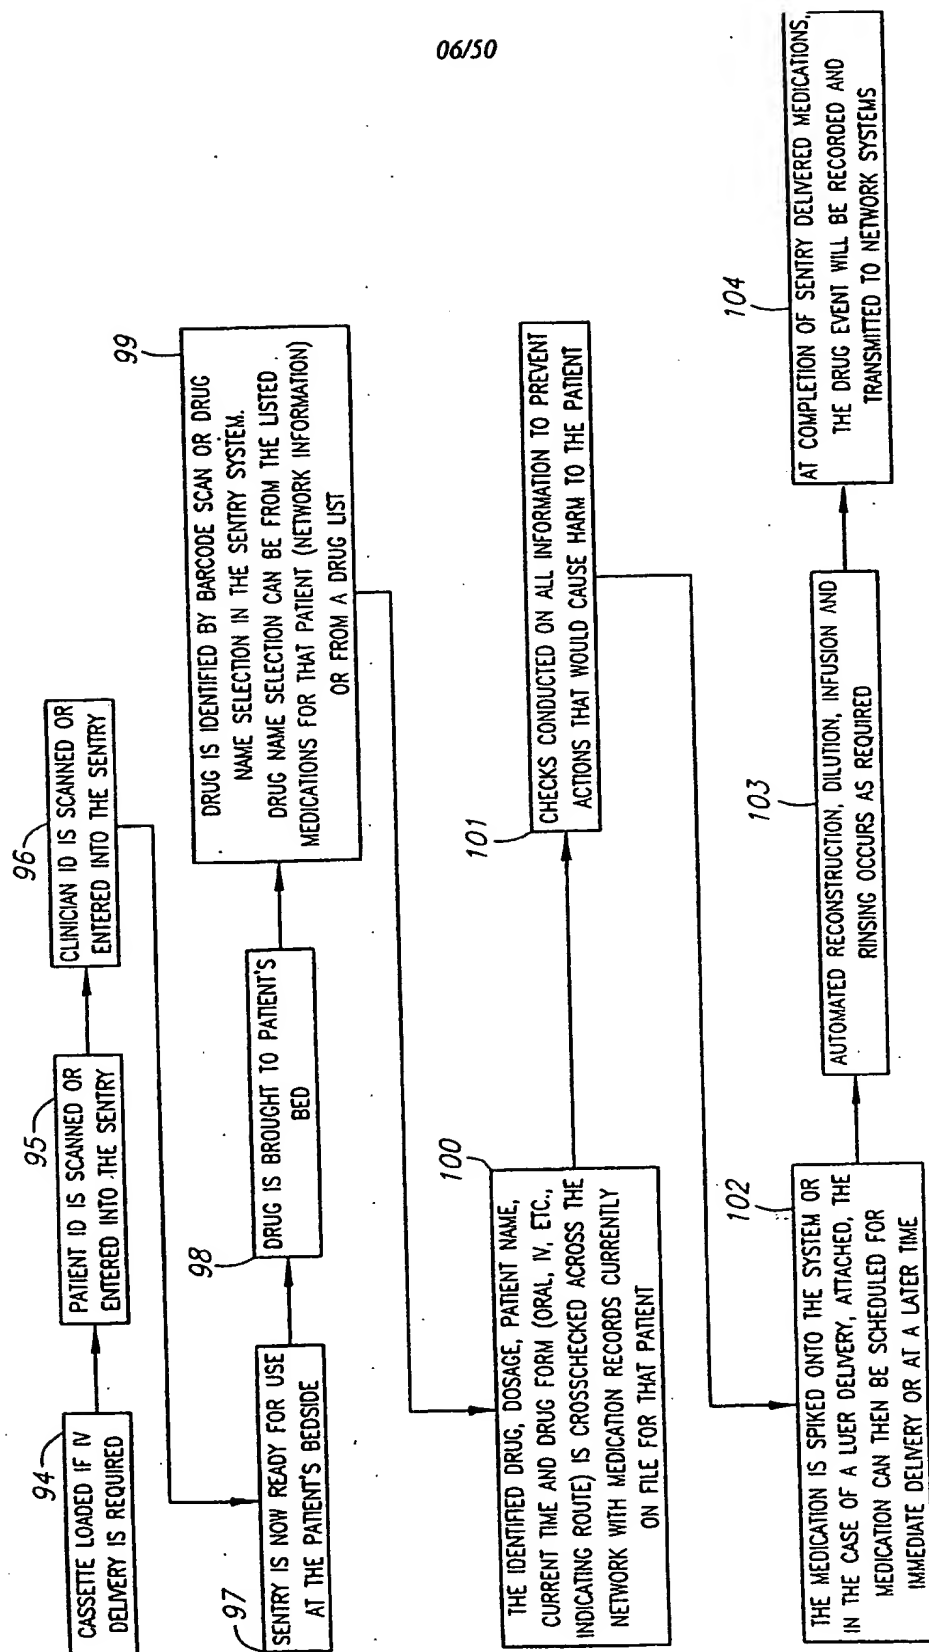 06/50
94
CASSETTE LOADED IF IV
DELIVERY IS REQUIRED
95
PATIENT ID IS SCANNED OR
ENTERED INTO THE SENTRY
96
CLINICIAN ID IS SCANNED OR
ENTERED INTO THE SENTRY
97
SENTRY IS NOW READY FOR USE
AT THE PATIENT'S BEDSIDE
98
DRUG IS BROUGHT TO PATIENT'S
BED
99
DRUG IS IDENTIFIED BY BARCODE SCAN OR DRUG
NAME SELECTION IN THE SENTRY SYSTEM.
DRUG NAME SELECTION CAN BE FROM THE LISTED
MEDICATIONS FOR THAT PATIENT (NETWORK INFORMATION)
OR FROM A DRUG LIST
100
THE IDENTIFIED DRUG, DOSAGE, PATIENT NAME,
CURRENT TIME AND DRUG FORM (ORAL, IV, ETC.,
INDICATING ROUTE) IS CROSSCHECKED ACROSS THE
NETWORK WITH MEDICATION RECORDS CURRENTLY
ON FILE FOR THAT PATIENT
101
CHECKS CONDUCTED ON ALL INFORMATION TO PREVENT
ACTIONS THAT WOULD CAUSE HARM TO THE PATIENT
102
THE MEDICATION IS SPIKED ONTO THE SYSTEM OR
IN THE CASE OF A LUER DELIVERY, ATTACHED, THE
MEDICATION CAN THEN BE SCHEDULED FOR
IMMEDIATE DELIVERY OR AT A LATER TIME
103
AUTOMATED RECONSTRUCTION, DILUTION, INFUSION AND
RINSING OCCURS AS REQUIRED
104
AT COMPLETION OF SENTRY DELIVERED MEDICATIONS,
THE DRUG EVENT WILL BE RECORDED AND
TRANSMITTED TO NETWORK SYSTEMS